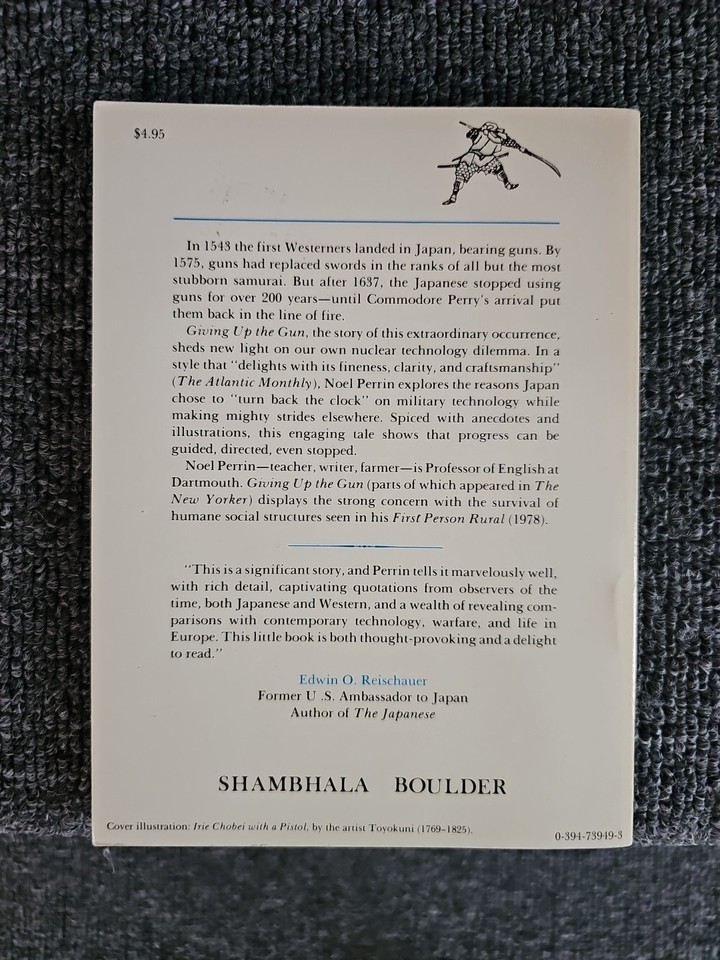 $4.95
In 1543 the first Westerners landed in Japan, bearing guns. By
1575, guns had replaced swords in the ranks of all but the most
stubborn samurai. But after 1637, the Japanese stopped using
guns for over 200 years—until Commodore Perry's arrival put
them back in the line of fire.
Giving Up the Gun, the story of this extraordinary occurrence,
sheds new light on our own nuclear technology dilemma. In a
style that "delights with its fineness, clarity, and craftsmanship"
(The Atlantic Monthly), Noel Perrin explores the reasons Japan
chose to "turn back the clock" on military technology while
making mighty strides elsewhere. Spiced with anecdotes and
illustrations, this engaging tale shows that progress can be
guided, directed, even stopped.
Noel Perrin—teacher, writer, farmer—is Professor of English at
Dartmouth. Giving Up the Gun (parts of which appeared in The
New Yorker) displays the strong concern with the survival of
humane social structures seen in his First Person Rural (1978).
"This is a significant story, and Perrin tells it marvelously well,
with rich detail, captivating quotations from observers of the
time, both Japanese and Western, and a wealth of revealing com-
parisons with contemporary technology, warfare, and life in
Europe. This little book is both thought-provoking and a delight
to read."
Edwin O. Reischauer
Former U .S. Ambassador to Japan
Author of The Japanese
SHAMBHALA BOULDER
Cover illustration: Irie Chobei with a Pistol, by the artist Toyokuni (1769-1825).
0-394-73949-3